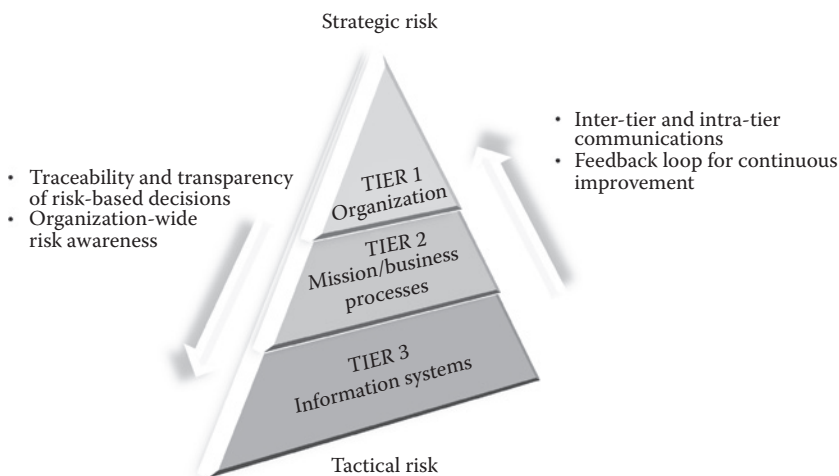 Strategic risk
• Inter-tier and intra-tier
communications
• Feedback loop for continuous
improvement
• Traceability and transparency
of risk-based decisions
• Organization-wide
risk awareness
TIER 1
Organization
TIER 2
Mission/business
processes
TIER 3
Information systems
Tactical risk